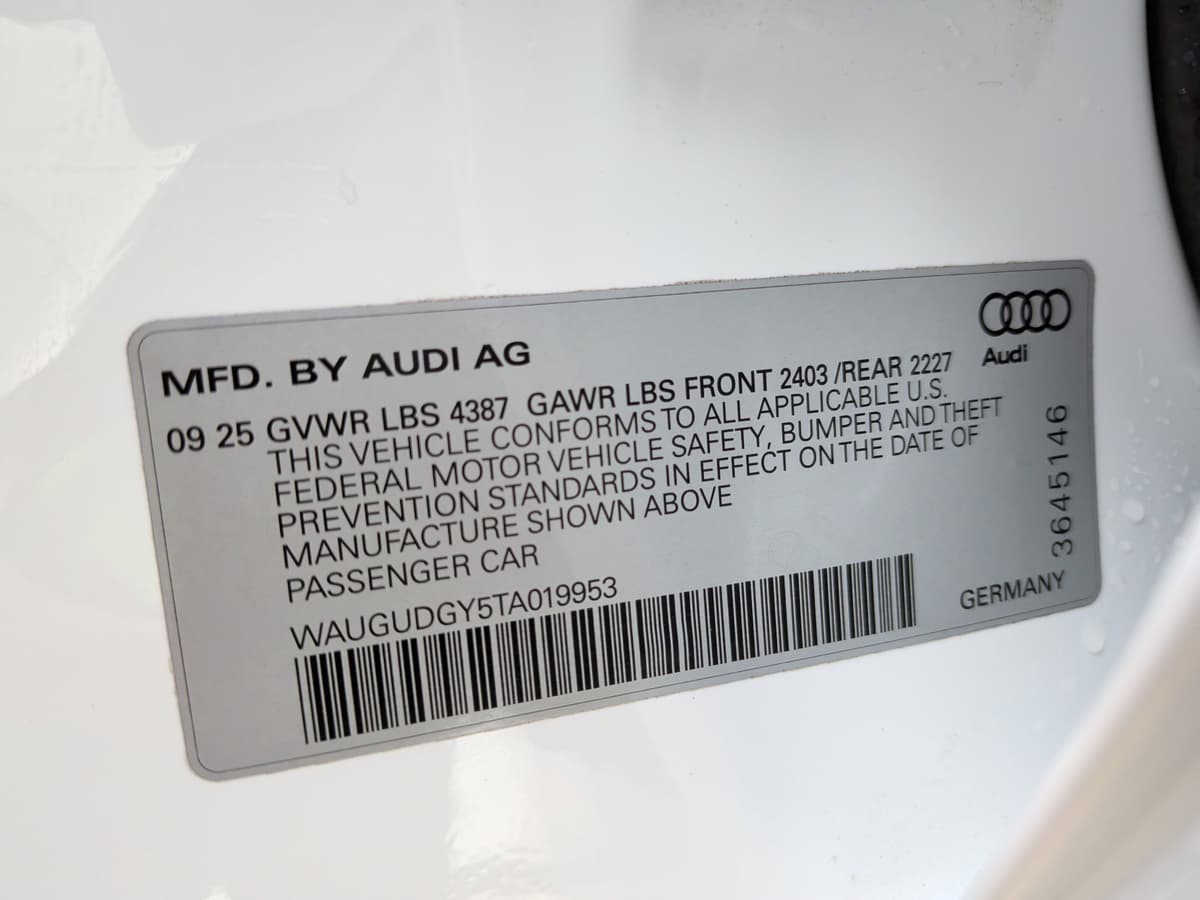 MFD. BY AUDI AG
Audi
09 25 GVWR LBS 4387 GAWR LBS FRONT 2403 /REAR 2227
THIS VEHICLE CONFORMS TO ALL APPLICABLE U.S.
FEDERAL MOTOR VEHICLE SAFETY, BUMPER AND THEFT
PREVENTION STANDARDS IN EFFECT ON THE DATE OF
MANUFACTURE SHOWN ABOVE
PASSENGER CAR
WAUGUDGY5TA019953
GERMANY
3645146